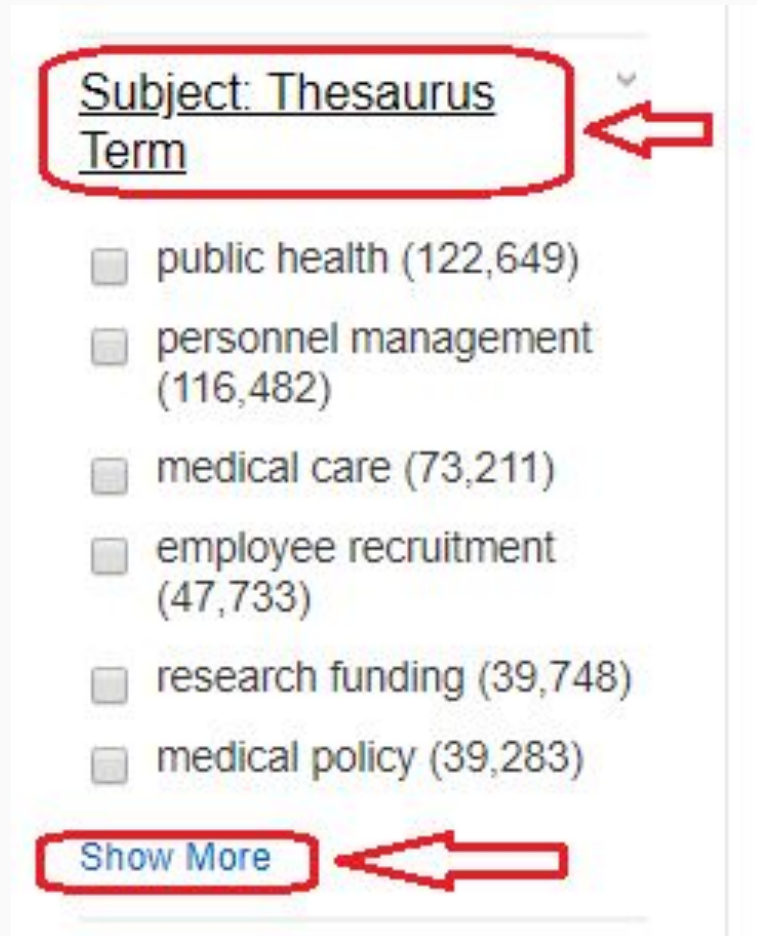 Subject: Thesaurus
Term
public health (122,649)
personnel management
(116,482)
medical care (73,211)
employee recruitment
(47,733)
research funding (39,748)
medical policy (39,283)
Show More